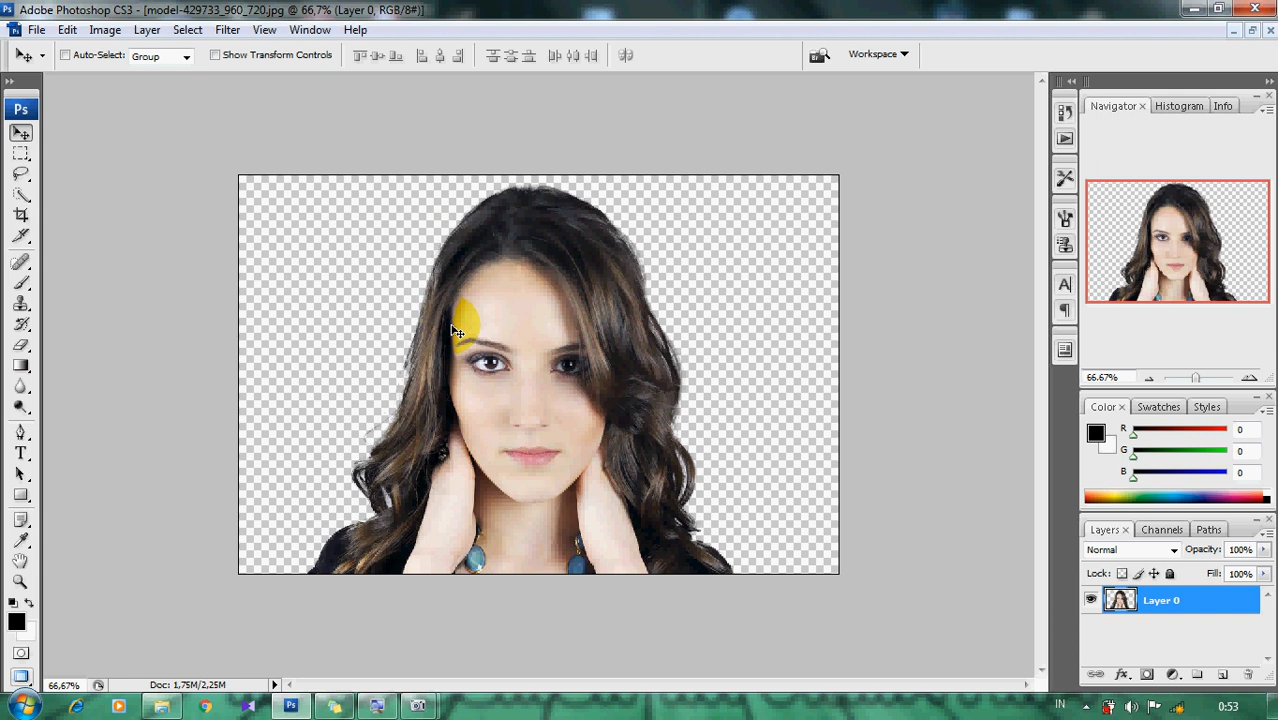 Adobe Photoshop CS3 - [model-429733_960_720.jpg @ 66,7% (Layer 0, RGB/8#)]
File Edit Image Layer Select Filter View Window Help
Auto-Select: Group Show Transform Controls Workspace
Ps
Navigator Histogram Info
66.67%
Color Swatches Styles
R 0
G 0
B 0
Layers Channels Paths
Normal Opacity: 100%
Lock: Fill: 100%
Layer 0
66,67% Doc: 1,75M/2,25M
IN 0:53